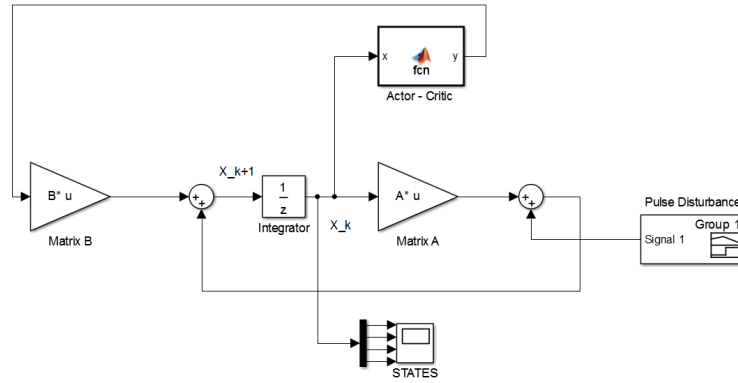 x
y
fcn
Actor - Critic
X_k+1
B* u
+
+
1
z
A* u
+
+
Pulse Disturbance
Group 1
Signal 1
Integrator
X_k
Matrix B
Matrix A
STATES